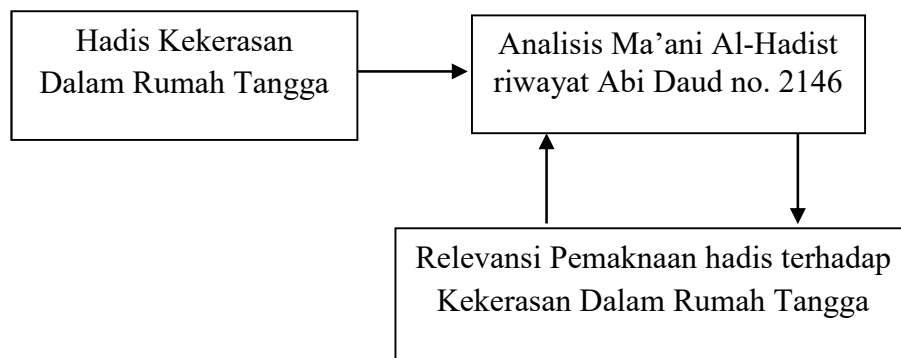 Hadis Kekerasan
Dalam Rumah Tangga
Analisis Ma’ani Al-Hadist
riwayat Abi Daud no. 2146
Relevansi Pemaknaan hadis terhadap
Kekerasan Dalam Rumah Tangga